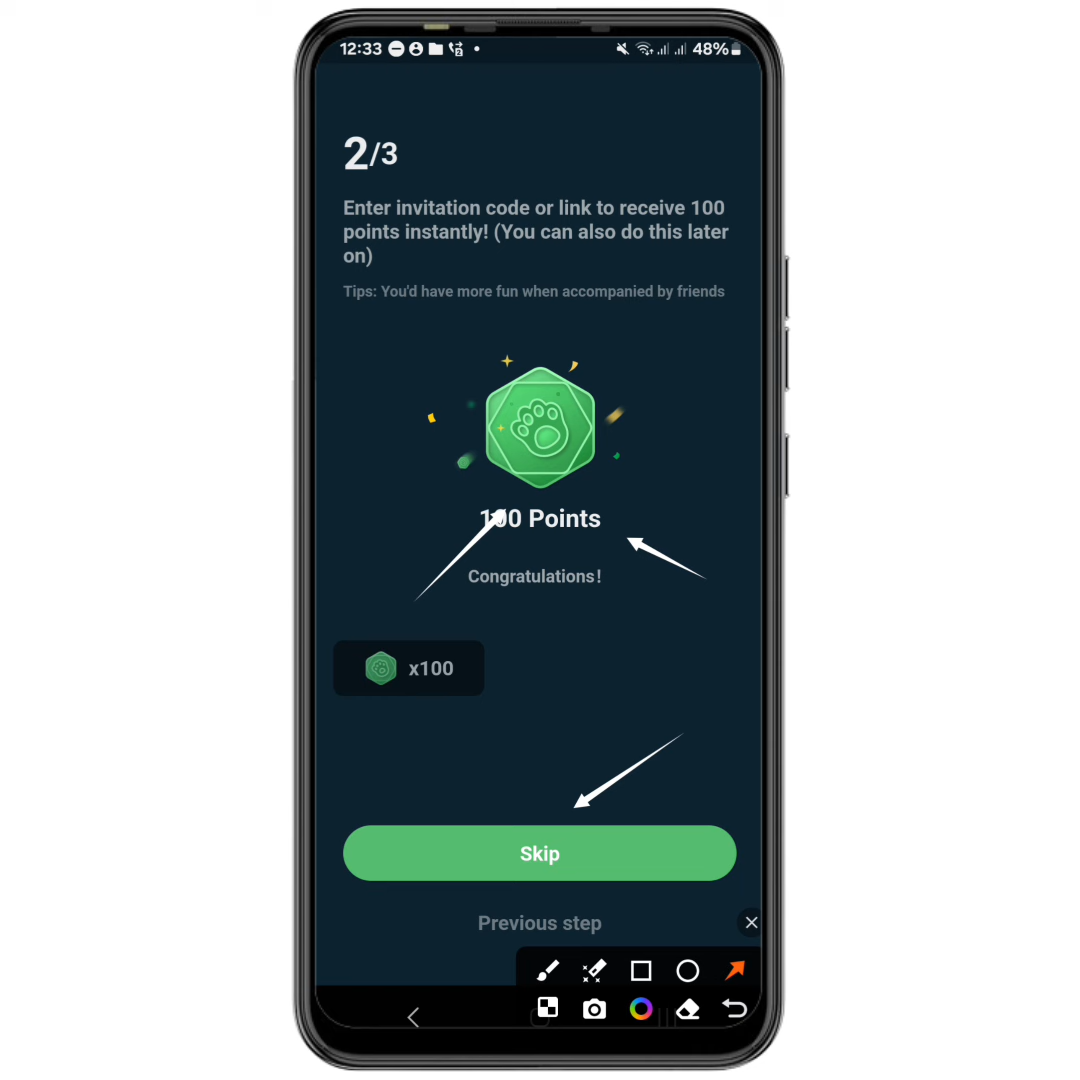 12:33
48%
2/3
Enter invitation code or link to receive 100
points instantly! (You can also do this later
on)
Tips: You'd have more fun when accompanied by friends
100 Points
Congratulations!
x100
Skip
Previous step